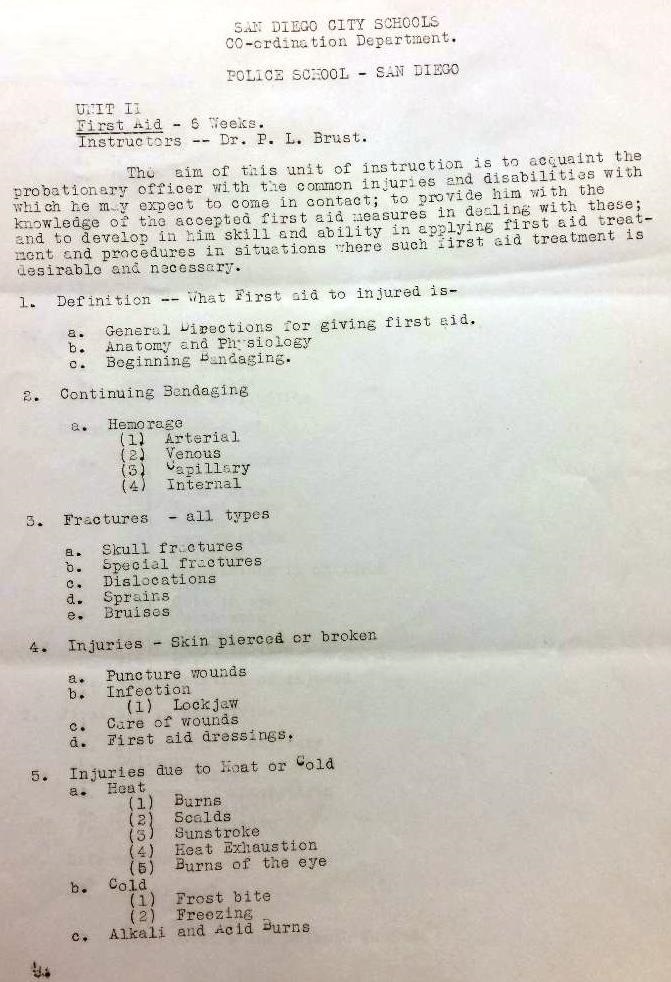 SAN DIEGO CITY SCHOOLS
CO-ordination Department.
POLICE SCHOOL - SAN DIEGO
UNIT II
First Aid - 6 Weeks.
Instructors -- Dr. P. L. Brust.
The aim of this unit of instruction is to acquaint the
probationary officer with the common injuries and disabilities with
which he may expect to come in contact; to provide him with the
knowledge of the accepted first aid measures in dealing with these;
and to develop in him skill and ability in applying first aid treat-
ment and procedures in situations where such first aid treatment is
desirable and necessary.
1. Definition -- What First aid to injured is-
a. General Directions for giving first aid.
b. Anatomy and Physiology
c. Beginning Bandaging.
2. Continuing Bandaging
a. Hemorage
(1) Arterial
(2) Venous
(3) Capillary
(4) Internal
3. Fractures - all types
a. Skull fractures
b. Special fractures
c. Dislocations
d. Sprains
e. Bruises
4. Injuries - Skin pierced or broken
a. Puncture wounds
b. Infection
(1) Lockjaw
c. Care of wounds
d. First aid dressings.
5. Injuries due to Heat or Cold
a. Heat
(1) Burns
(2) Scalds
(3) Sunstroke
(4) Heat Exhaustion
(5) Burns of the eye
b. Cold
(1) Frost bite
(2) Freezing
c. Alkali and Acid Burns